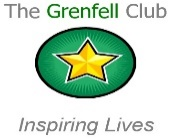 The Grenfell Club
Inspiring Lives